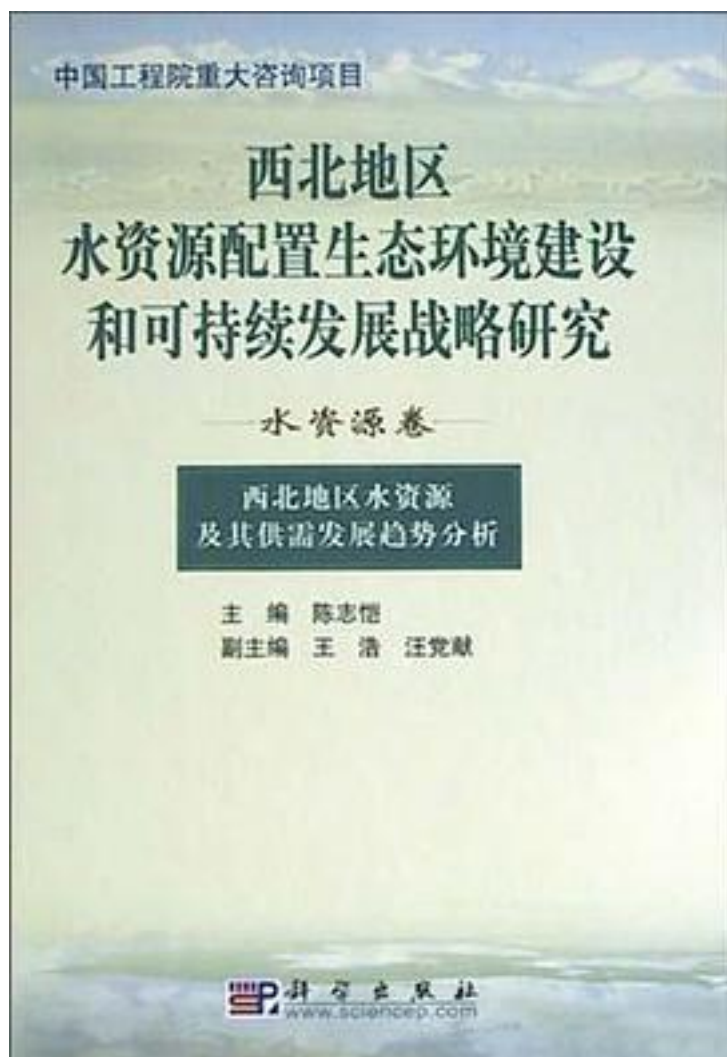 中国工程院重大咨询项目
西北地区
水资源配置生态环境建设
和可持续发展战略研究
水资源卷
西北地区水资源
及其供需发展趋势分析
主 编 陈志恺
副主编 王 浩 汪党献
科学出版社
www.sciencep.com